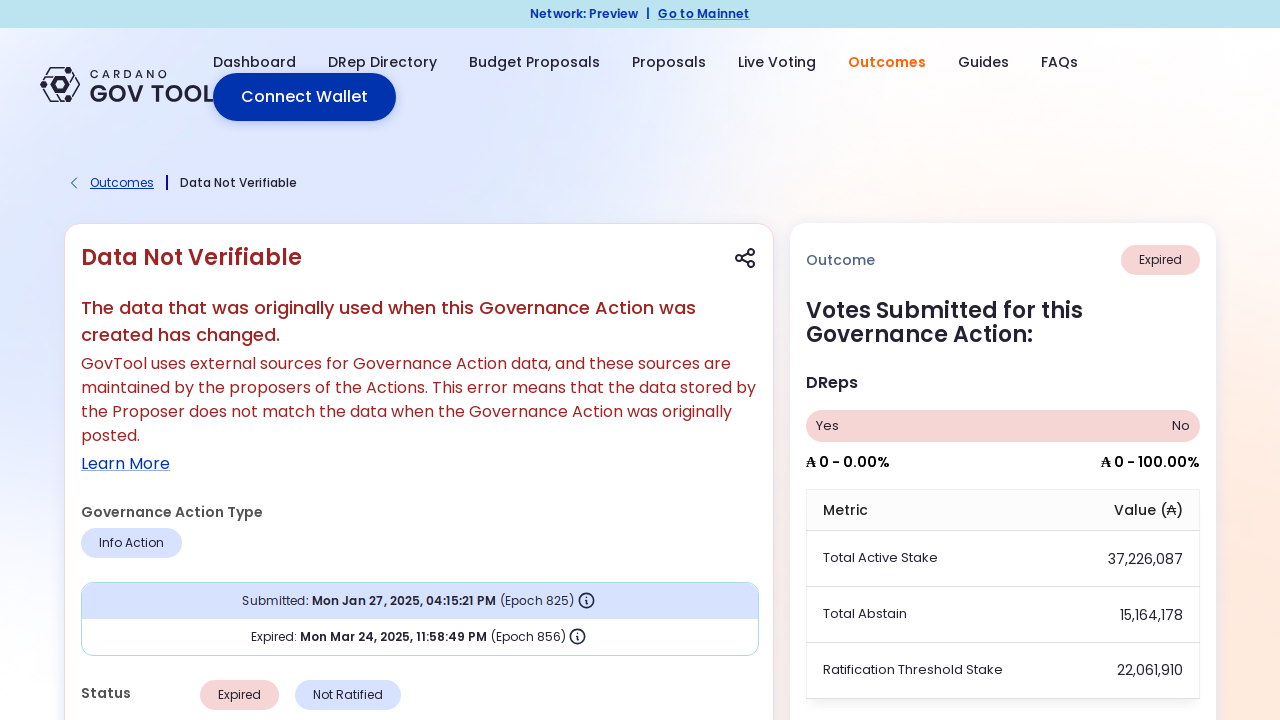 Network: Preview | Go to Mainnet
CARDANO
GOV TOOL
Dashboard DRep Directory Budget Proposals Proposals Live Voting Outcomes Guides FAQs
Connect Wallet
Outcomes | Data Not Verifiable
Data Not Verifiable
The data that was originally used when this Governance Action was
created has changed.
GovTool uses external sources for Governance Action data, and these sources are
maintained by the proposers of the Actions. This error means that the data stored by
the Proposer does not match the data when the Governance Action was originally
posted.
Learn More
Governance Action Type
Info Action
Submitted: Mon Jan 27, 2025, 04:15:21 PM (Epoch 825)
Expired: Mon Mar 24, 2025, 11:58:49 PM (Epoch 856)
Status Expired Not Ratified
Outcome Expired
Votes Submitted for this
Governance Action:
DReps
Yes No
₳ 0 - 0.00% ₳ 0 - 100.00%
Metric Value (₳)
Total Active Stake 37,226,087
Total Abstain 15,164,178
Ratification Threshold Stake 22,061,910